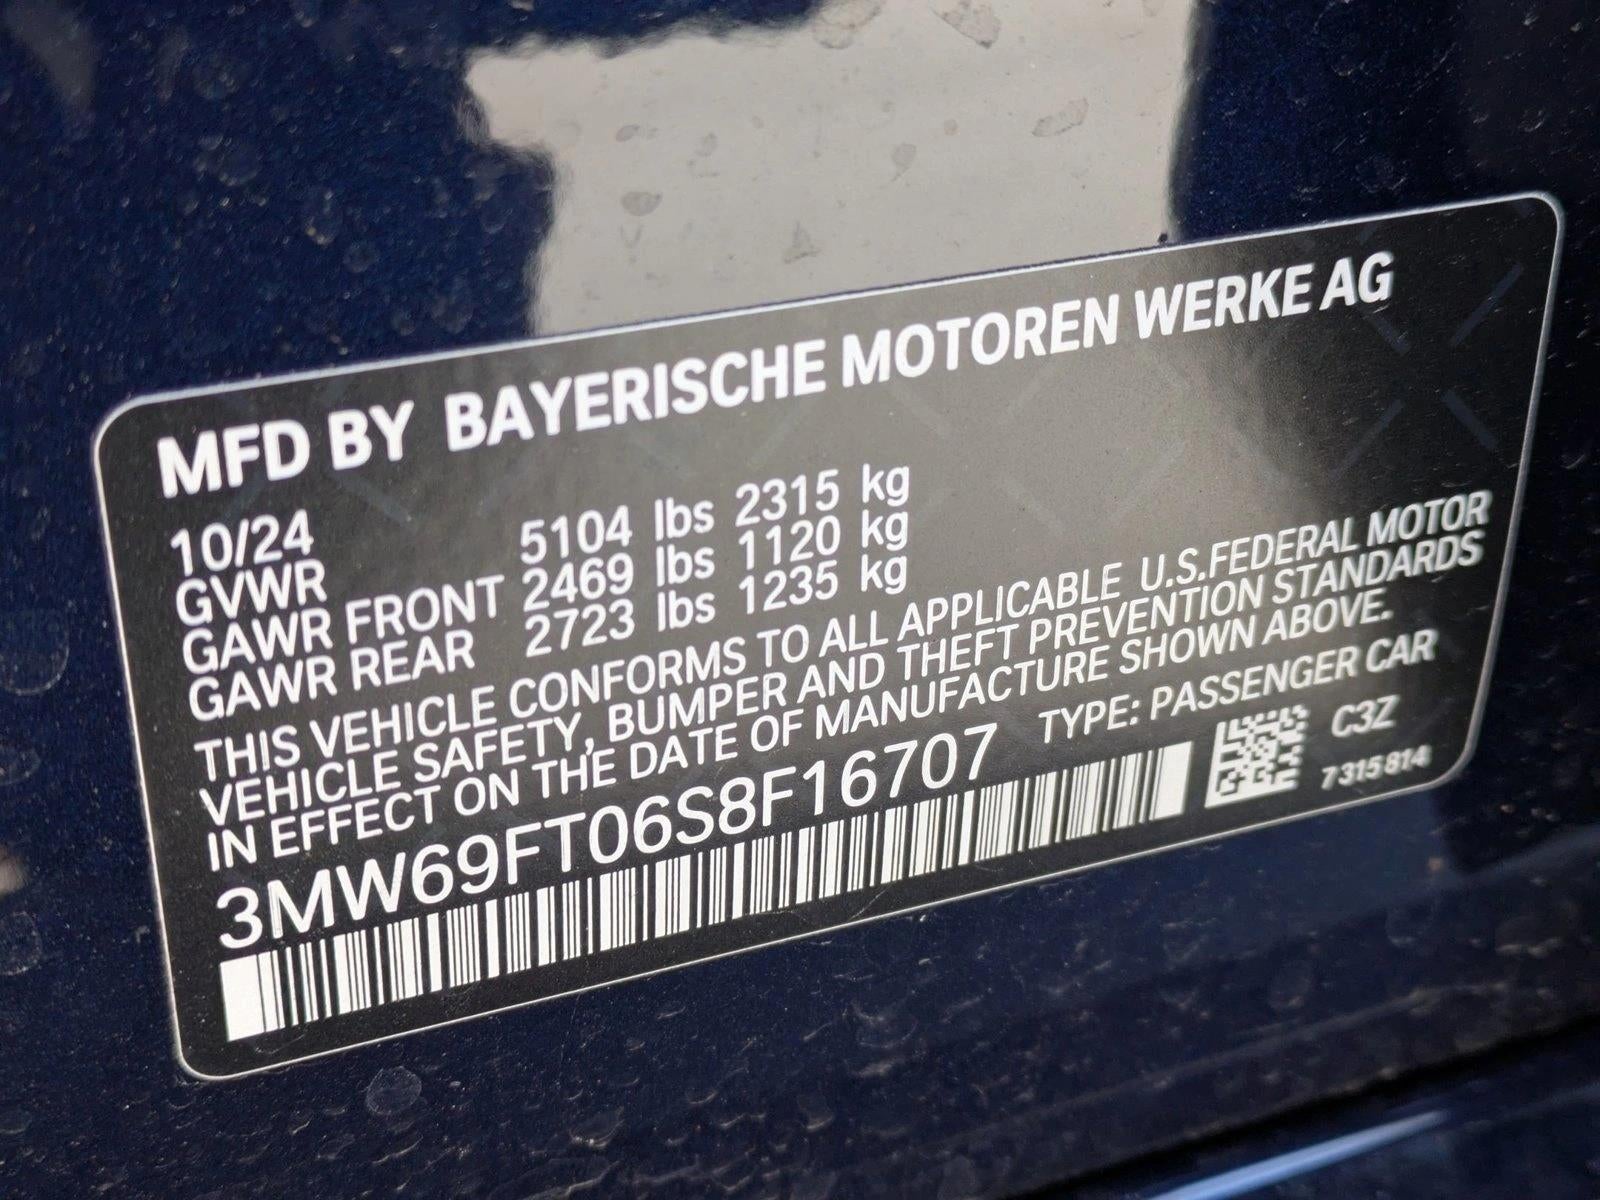 MFD BY BAYERISCHE MOTOREN WERKE AG
10/24
GVWR 5104 lbs 2315 kg
GAWR FRONT 2469 lbs 1120 kg
GAWR REAR 2723 lbs 1235 kg
THIS VEHICLE CONFORMS TO ALL APPLICABLE U.S.FEDERAL MOTOR
VEHICLE SAFETY, BUMPER AND THEFT PREVENTION STANDARDS
IN EFFECT ON THE DATE OF MANUFACTURE SHOWN ABOVE.
3MW69FT06S8F16707 TYPE: PASSENGER CAR
C3Z
7 315 814